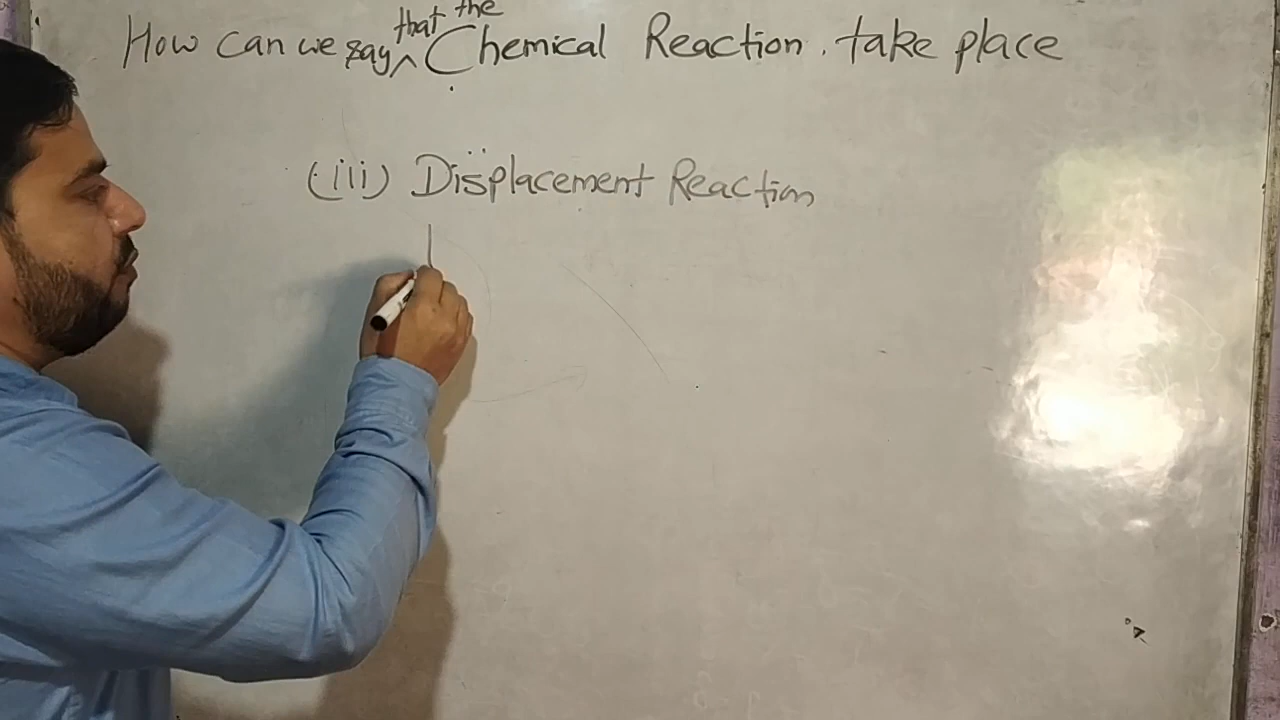 How can we say that the Chemical Reaction. take place
(iii) Displacement Reaction